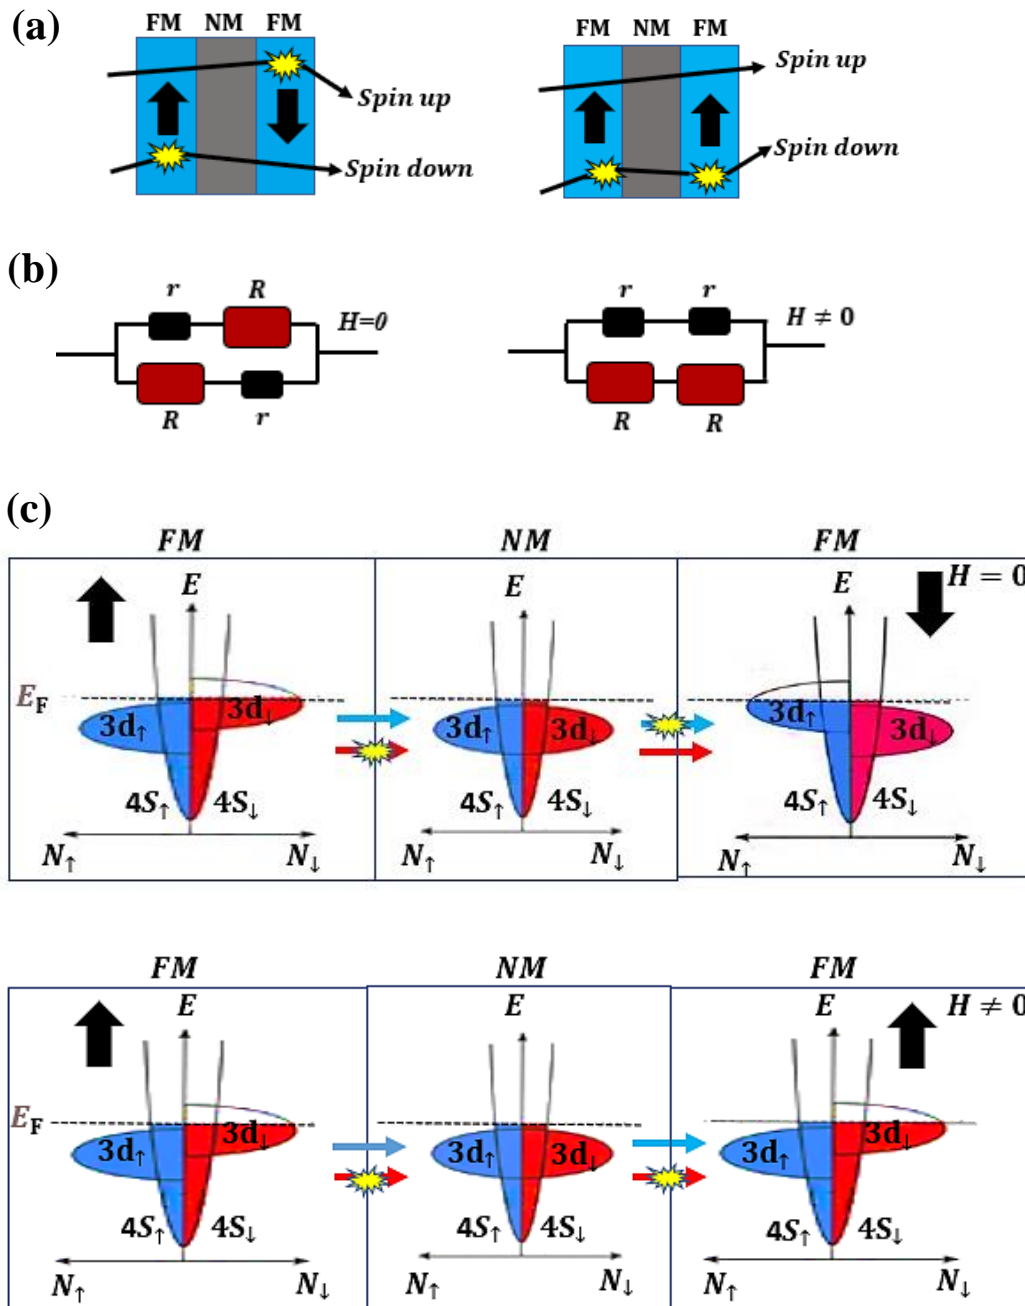 (a)
FM NM FM
FM NM FM
Spin up
Spin down
Spin up
Spin down
(b)
r R
H=0
R r
r r
H ≠ 0
R R
(c)
FM NM FM
E E E H = 0
E_F
3d↑ 3d↓ 3d↑ 3d↓ 3d↑ 3d↓
4S↑ 4S↓ 4S↑ 4S↓ 4S↑ 4S↓
N↑ N↓ N↑ N↓ N↑ N↓
FM NM FM
E E E H ≠ 0
E_F
3d↑ 3d↓ 3d↑ 3d↓ 3d↑ 3d↓
4S↑ 4S↓ 4S↑ 4S↓ 4S↑ 4S↓
N↑ N↓ N↑ N↓ N↑ N↓